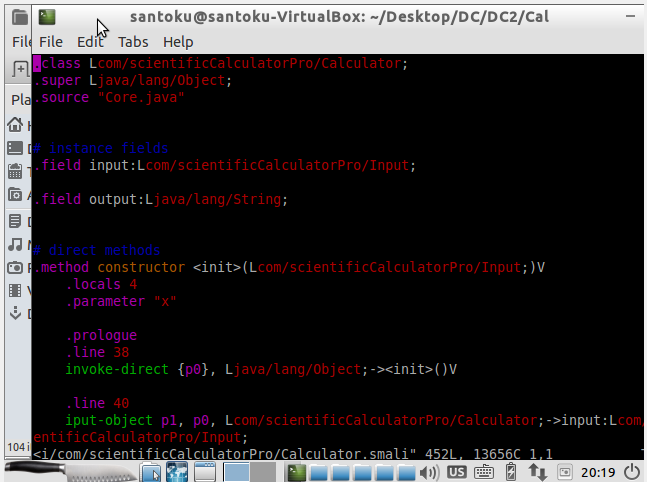 santoku@santoku-VirtualBox: ~/Desktop/DC/DC2/Cal
File Edit Tabs Help
.class Lcom/scientificCalculatorPro/Calculator;
.super Ljava/lang/Object;
.source "Core.java"
# instance fields
.field input:Lcom/scientificCalculatorPro/Input;
.field output:Ljava/lang/String;
# direct methods
.method constructor <init>(Lcom/scientificCalculatorPro/Input;)V
.locals 4
.parameter "x"
.prologue
.line 38
invoke-direct {p0}, Ljava/lang/Object;-><init>()V
.line 40
iput-object p1, p0, Lcom/scientificCalculatorPro/Calculator;->input:Lcom/sci
entificCalculatorPro/Input;
<i/com/scientificCalculatorPro/Calculator.smali" 452L, 13656C 1,1
Pla
104 i
US
20:19